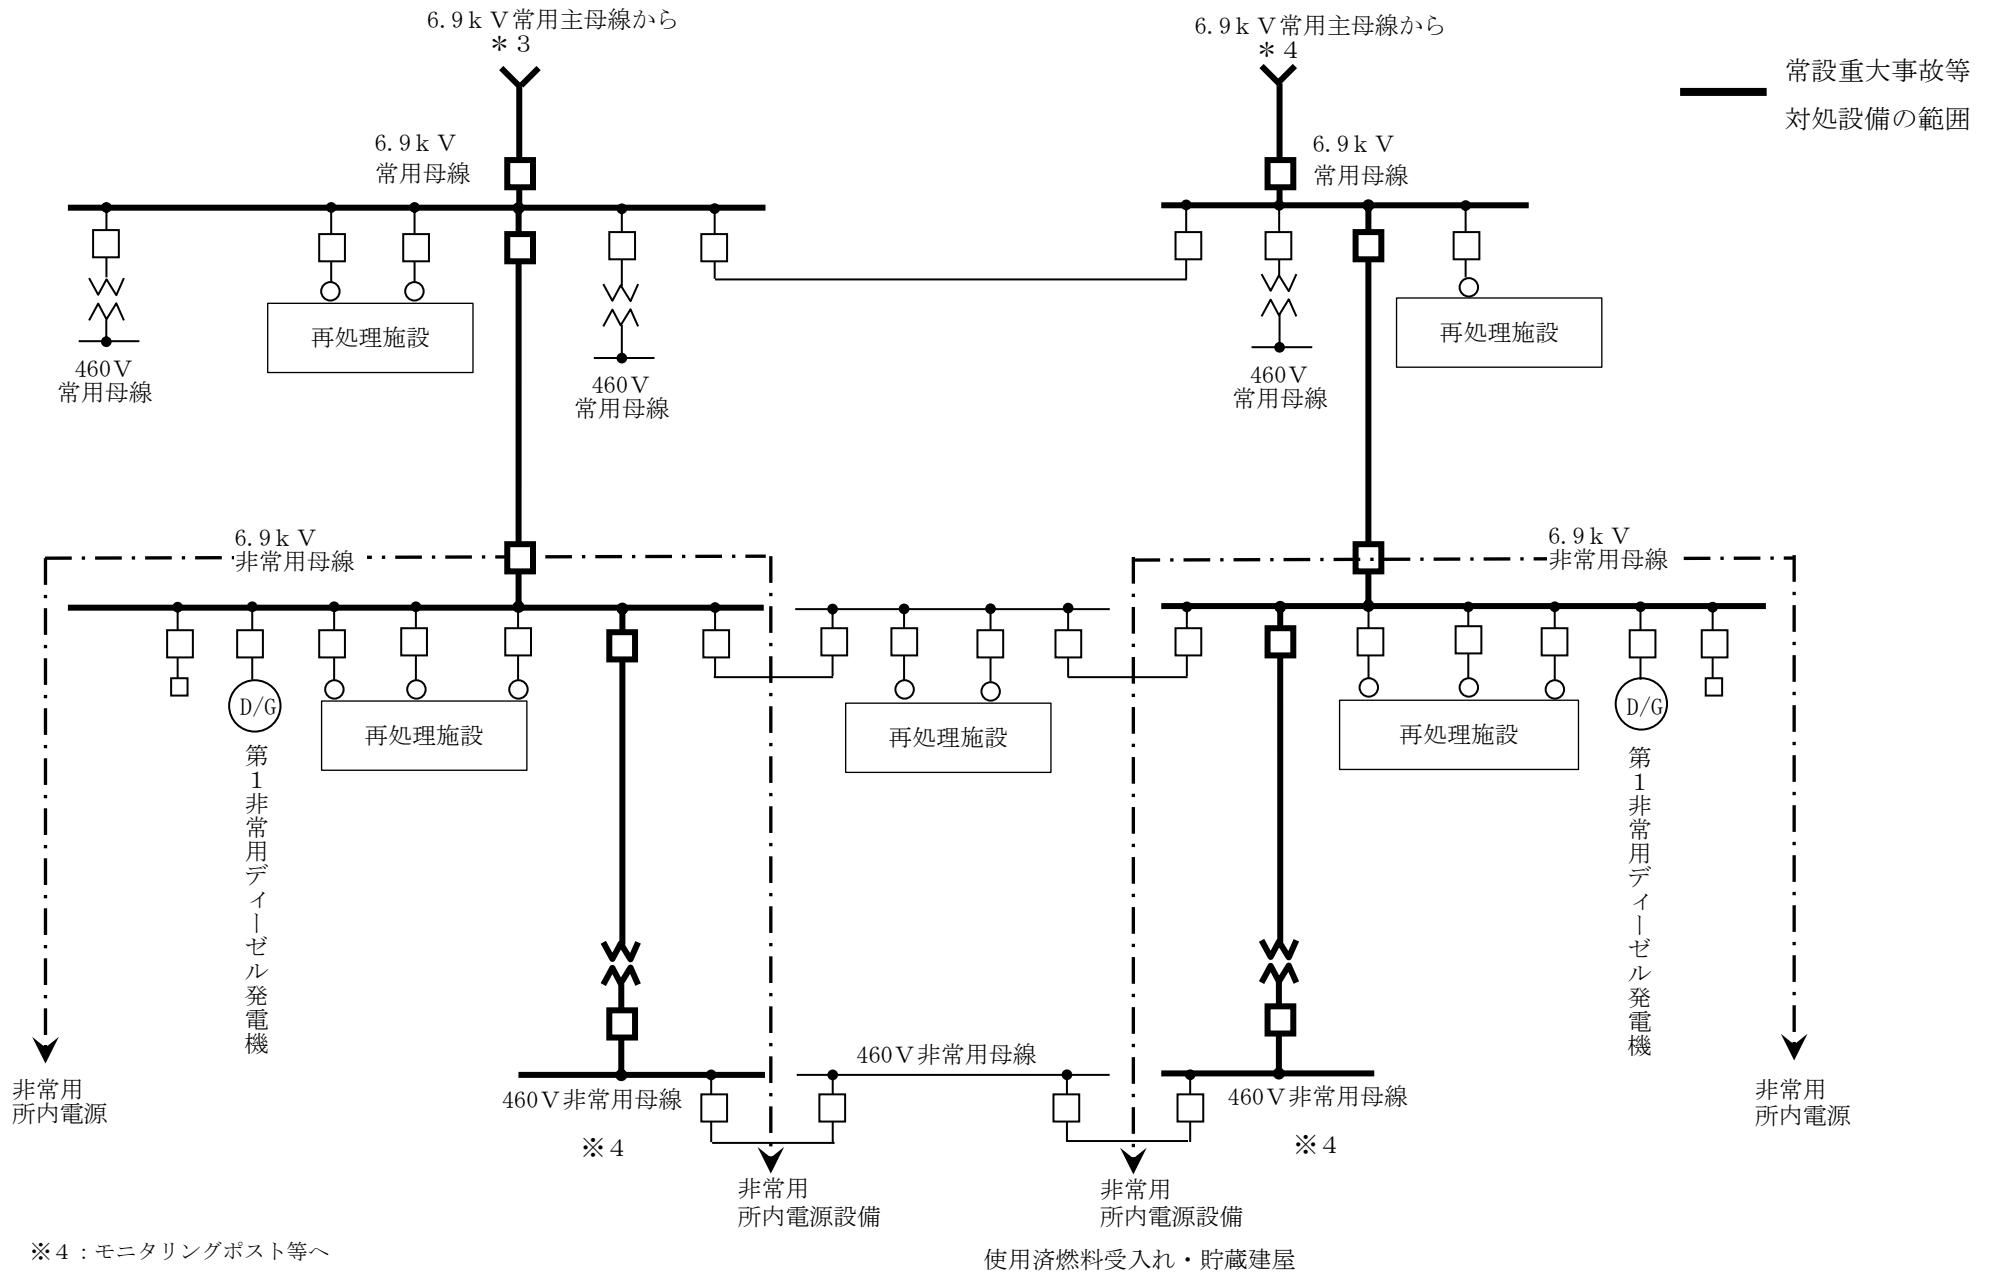 6.9kV常用主母線から
＊3
6.9kV常用主母線から
＊4
常設重大事故等
対処設備の範囲
6.9kV
常用母線
6.9kV
常用母線
再処理施設
再処理施設
460V
常用母線
460V
常用母線
460V
常用母線
6.9kV
非常用母線
6.9kV
非常用母線
D/G
D/G
再処理施設
再処理施設
再処理施設
第1非常用ディーゼル発電機
第1非常用ディーゼル発電機
460V非常用母線
460V非常用母線
460V非常用母線
※4
※4
非常用
所内電源
非常用
所内電源
非常用
所内電源設備
非常用
所内電源設備
※4:モニタリングポスト等へ
使用済燃料受入れ・貯蔵建屋